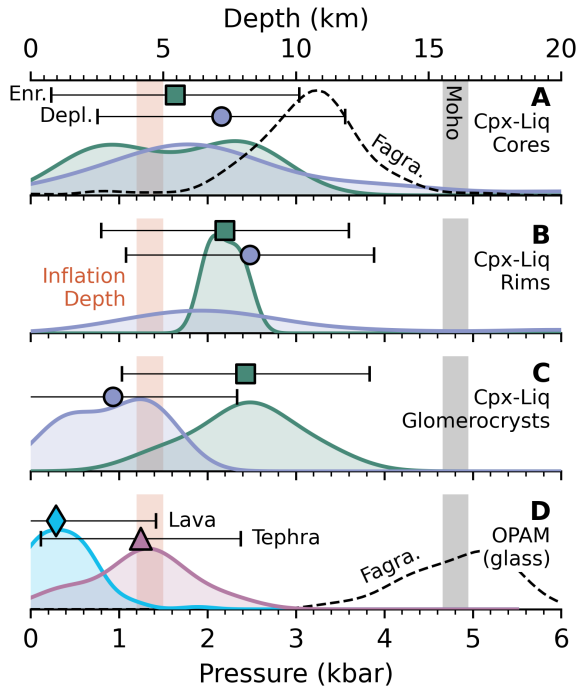 Depth (km)
0 5 10 15 20
Enr.
Depl.
Fagra.
Moho
A
Cpx-Liq
Cores
B
Cpx-Liq
Rims
Inflation
Depth
C
Cpx-Liq
Glomerocrysts
D
OPAM
(glass)
Lava
Tephra
Fagra.
0 1 2 3 4 5 6
Pressure (kbar)